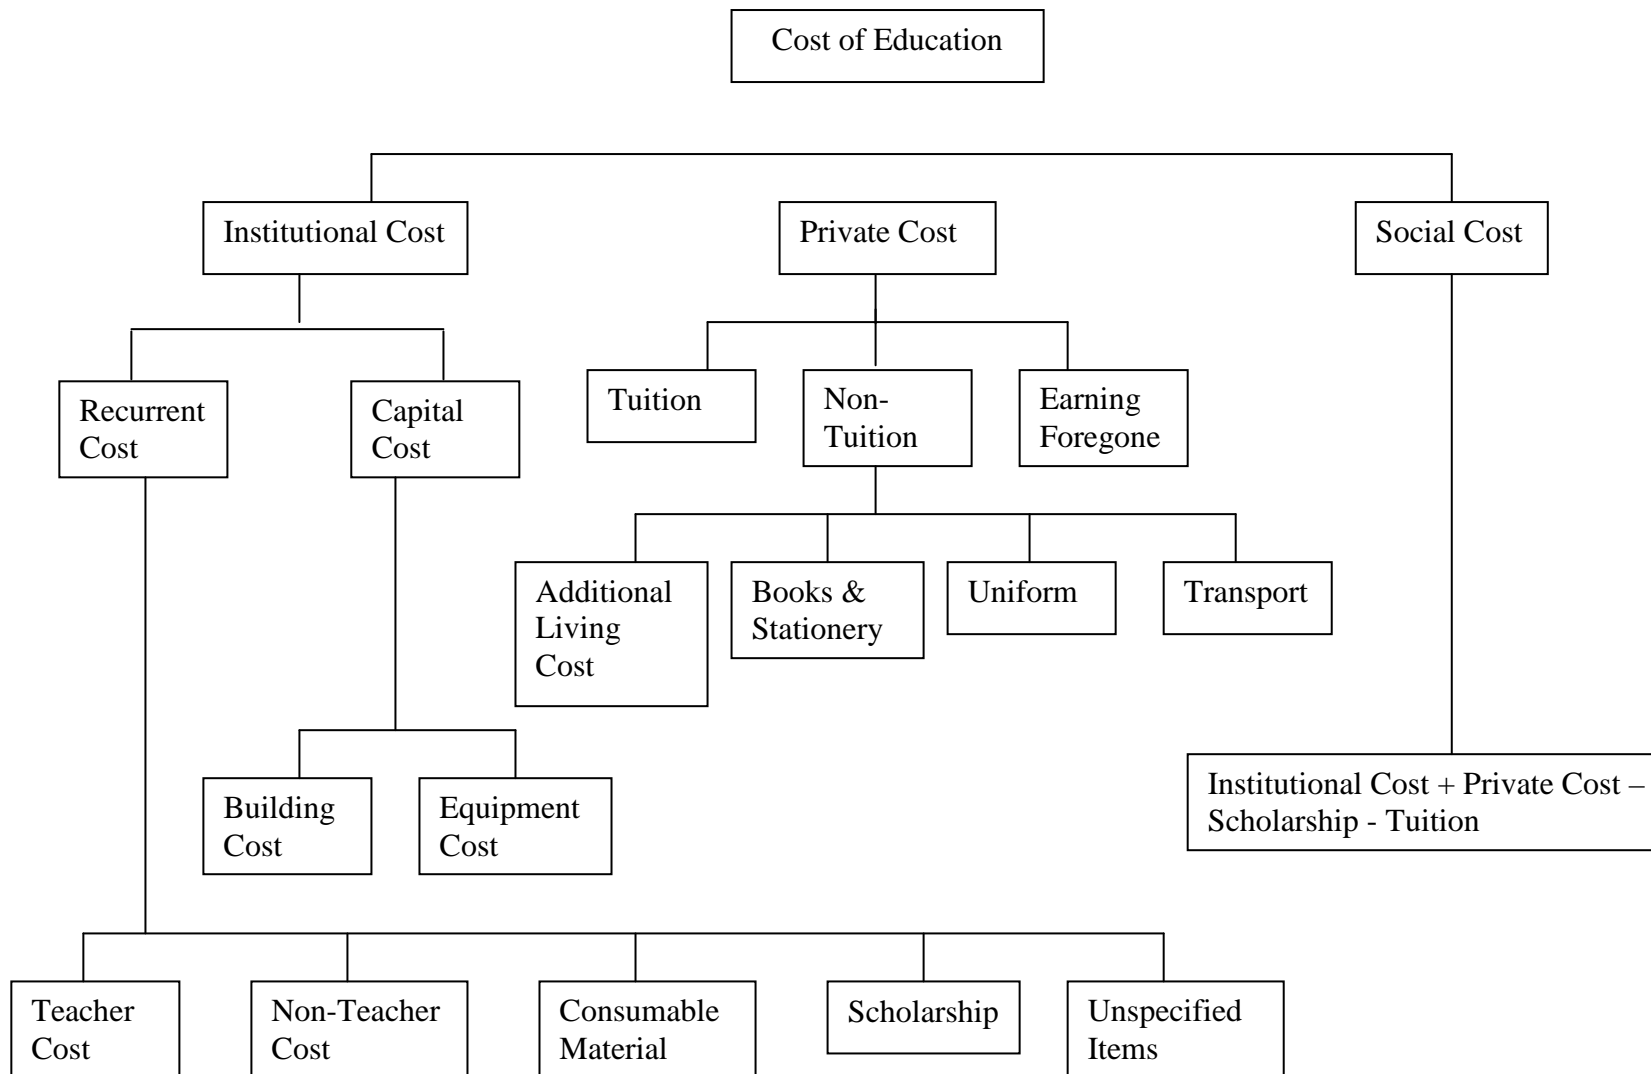 Cost of Education
Institutional Cost
Private Cost
Social Cost
Recurrent
Cost
Capital
Cost
Tuition
Non-
Tuition
Earning
Foregone
Additional
Living
Cost
Books &
Stationery
Uniform
Transport
Building
Cost
Equipment
Cost
Institutional Cost + Private Cost –
Scholarship - Tuition
Teacher
Cost
Non-Teacher
Cost
Consumable
Material
Scholarship
Unspecified
Items